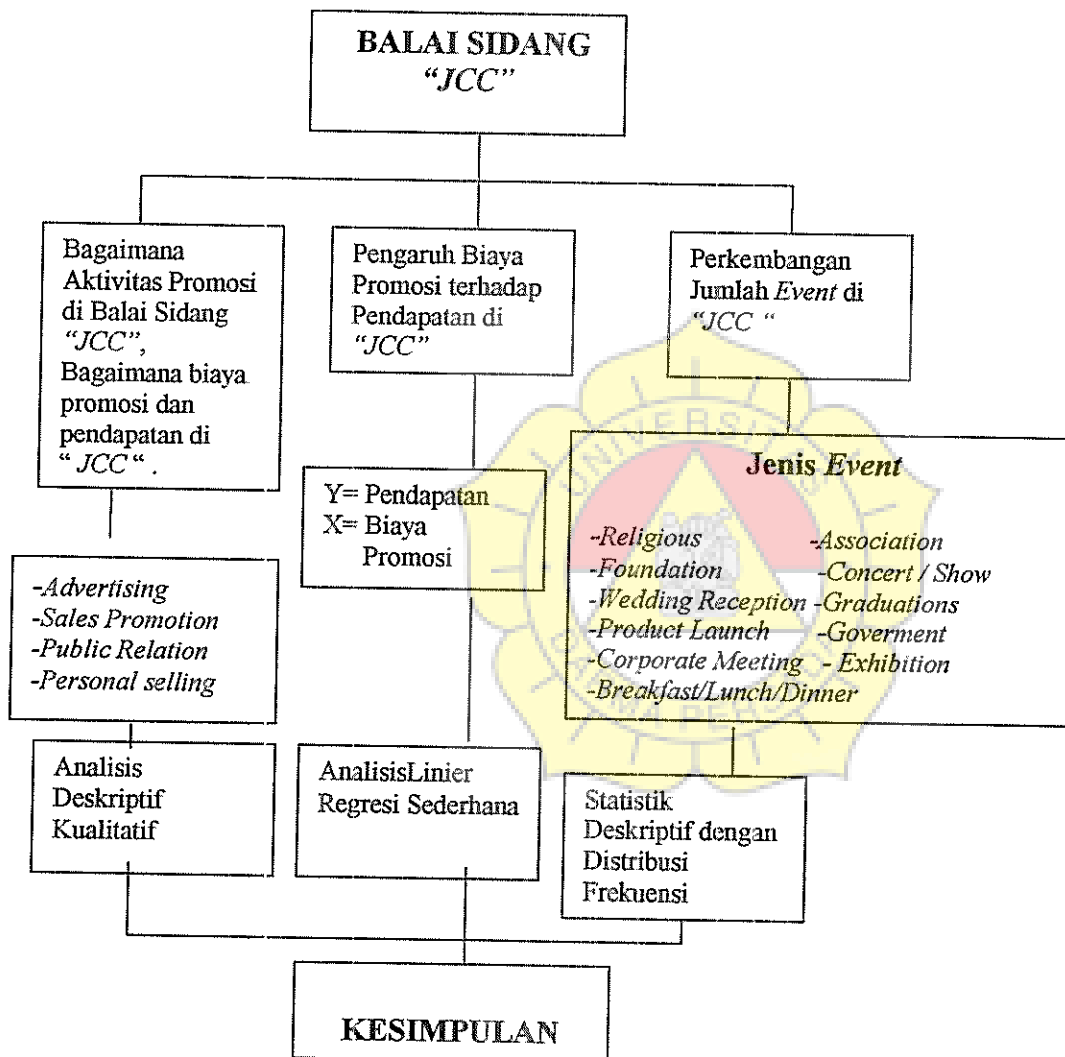 BALAI SIDANG
“JCC”
Bagaimana
Aktivitas Promosi
di Balai Sidang
“JCC”,
Bagaimana biaya
promosi dan
pendapatan di
“ JCC “ .
Pengaruh Biaya
Promosi terhadap
Pendapatan di
“JCC”
Perkembangan
Jumlah Event di
“JCC “
-Advertising
-Sales Promotion
-Public Relation
-Personal selling
Y= Pendapatan
X= Biaya
Promosi
Jenis Event
-Religious -Association
-Foundation -Concert / Show
-Wedding Reception -Graduations
-Product Launch -Goverment
-Corporate Meeting - Exhibition
-Breakfast/Lunch/Dinner
Analisis
Deskriptif
Kualitatif
AnalisisLinier
Regresi Sederhana
Statistik
Deskriptif dengan
Distribusi
Frekuensi
KESIMPULAN
UNIVERSITAS
DARMA PERSADA